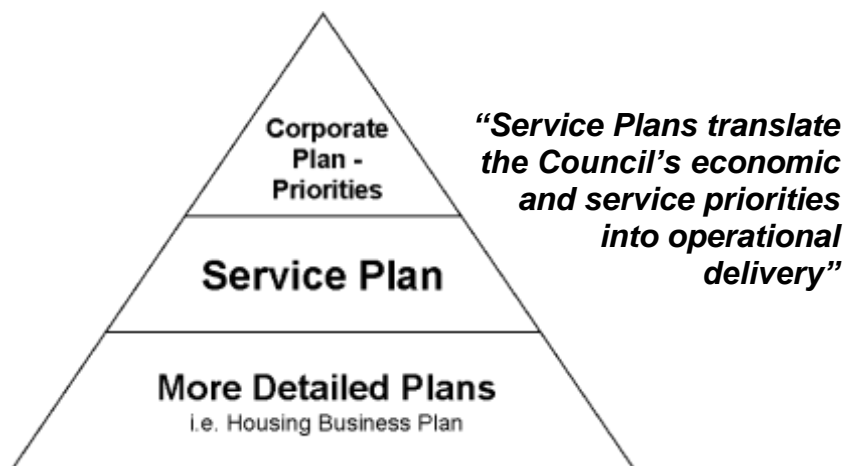 Corporate
Plan -
Priorities
“Service Plans translate
the Council’s economic
and service priorities
into operational
delivery”
Service Plan
More Detailed Plans
i.e. Housing Business Plan